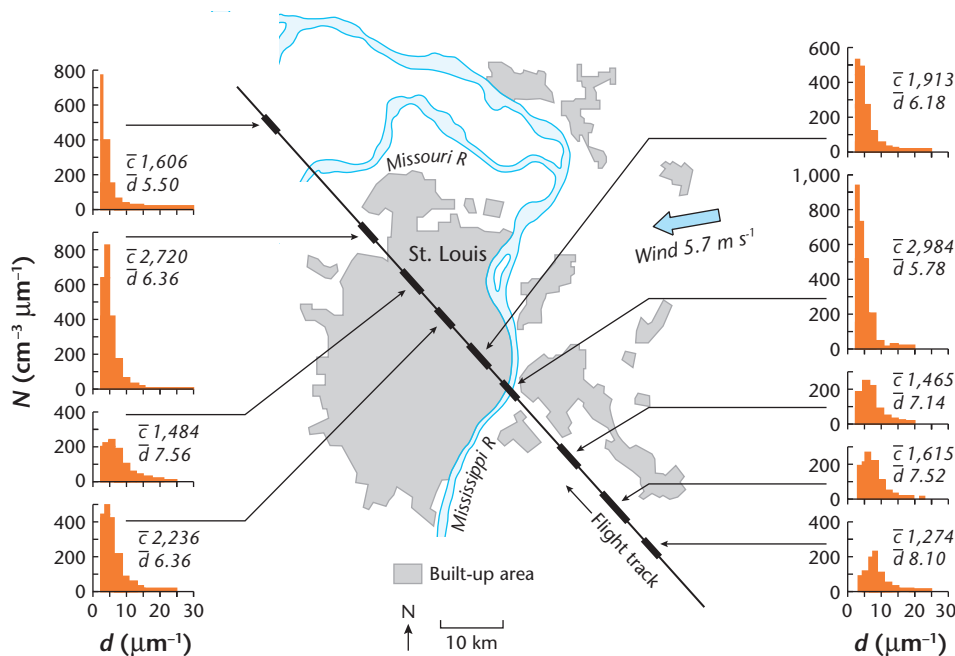 800
600
400
200
0
c̅ 1,606
d̅ 5.50
800
600
400
200
0
c̅ 2,720
d̅ 6.36
400
200
0
c̅ 1,484
d̅ 7.56
400
200
0
c̅ 2,236
d̅ 6.36
0 10 20 30
d (μm⁻¹)
N (cm⁻³ μm⁻¹)
Missouri R
St. Louis
Wind 5.7 m s⁻¹
Mississippi R
Flight track
Built-up area
N
10 km
600
400
200
0
c̅ 1,913
d̅ 6.18
1,000
800
600
400
200
0
c̅ 2,984
d̅ 5.78
200
0
c̅ 1,465
d̅ 7.14
200
0
c̅ 1,615
d̅ 7.52
400
200
0
c̅ 1,274
d̅ 8.10
0 10 20 30
d (μm⁻¹)